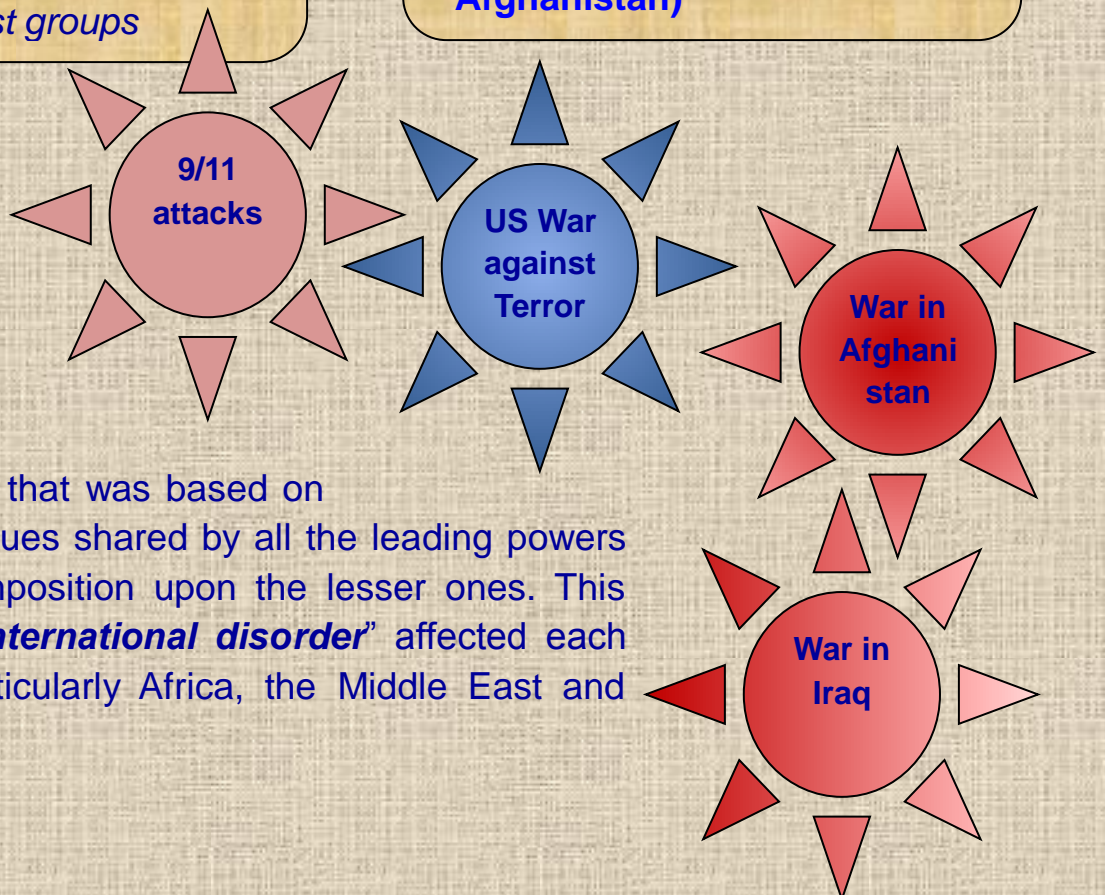 st groups
Afghanistan)
9/11
attacks
US War
against
Terror
War in
Afghani
stan
that was based on
ues shared by all the leading powers
position upon the lesser ones. This
nternational disorder” affected each
ticularly Africa, the Middle East and
War in
Iraq